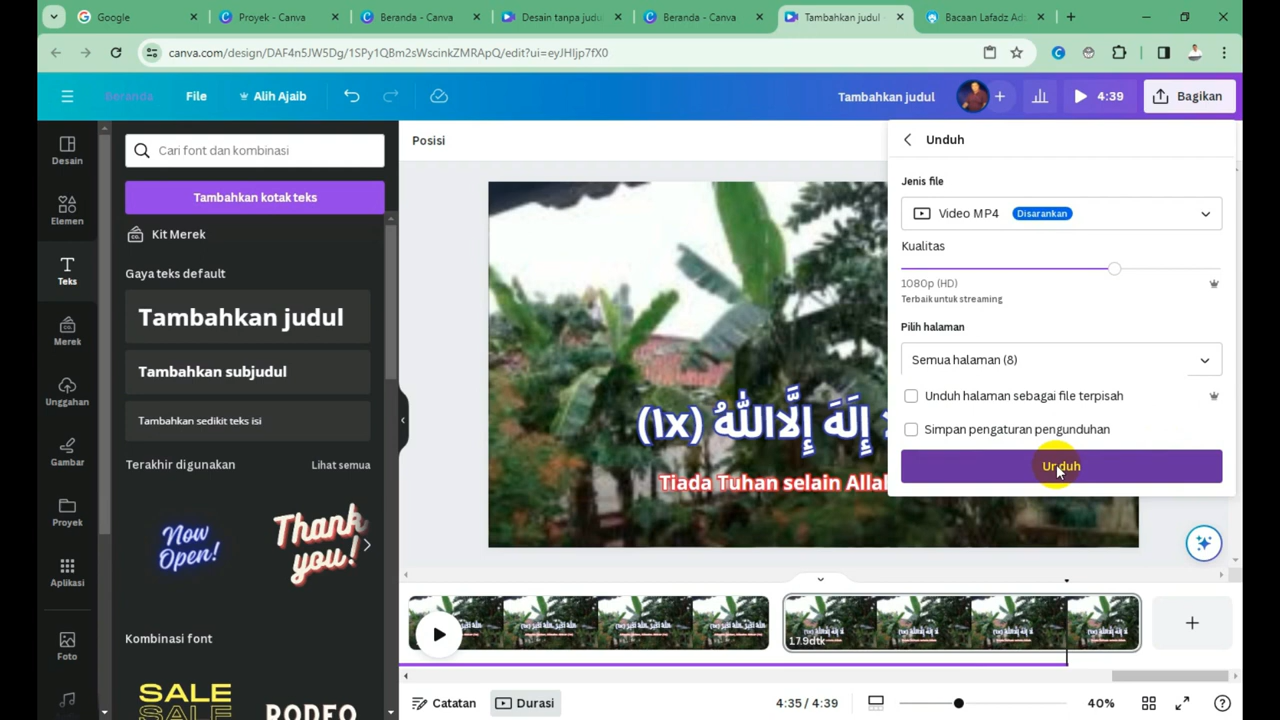 Google
Proyek - Canva
Beranda - Canva
Desain tanpa judu
Beranda - Canva
Tambahkan judul
Bacaan Lafadz Ad
canva.com/design/DAF4n5JW5Dg/1SPy1QBm2sWscinkZMRApQ/edit?ui=eyJHIjp7fX0
Beranda
File
Alih Ajaib
Tambahkan judul
4:39
Bagikan
Desain
Elemen
Teks
Merek
Unggahan
Gambar
Proyek
Aplikasi
Foto
Cari font dan kombinasi
Tambahkan kotak teks
Kit Merek
Gaya teks default
Tambahkan judul
Tambahkan subjudul
Tambahkan sedikit teks isi
Terakhir digunakan
Lihat semua
Now Open!
Thank you!
Kombinasi font
SALE
SALE
RODEO
Posisi
إِلَهَ إِلَّااللّٰهُ (1x)
Tiada Tuhan selain Alla
Unduh
Jenis file
Video MP4
Disarankan
Kualitas
1080p (HD)
Terbaik untuk streaming
Pilih halaman
Semua halaman (8)
Unduh halaman sebagai file terpisah
Simpan pengaturan pengunduhan
Unduh
17.9dtk
Catatan
Durasi
4:35 / 4:39
40%